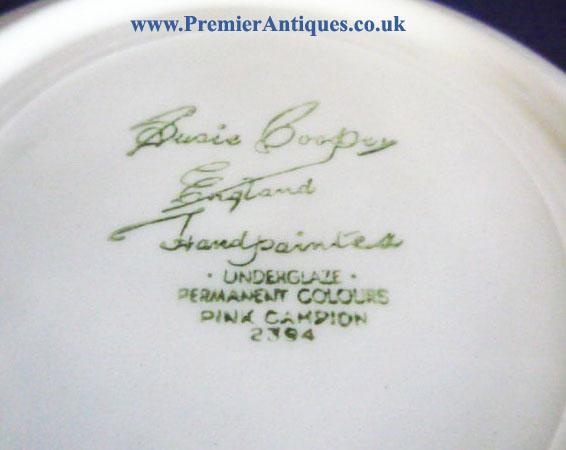 www.PremierAntiques.co.uk
Susie Cooper
England
Handpainted
· UNDERGLAZE ·
PERMANENT COLOURS
PINK CAMPION
2394